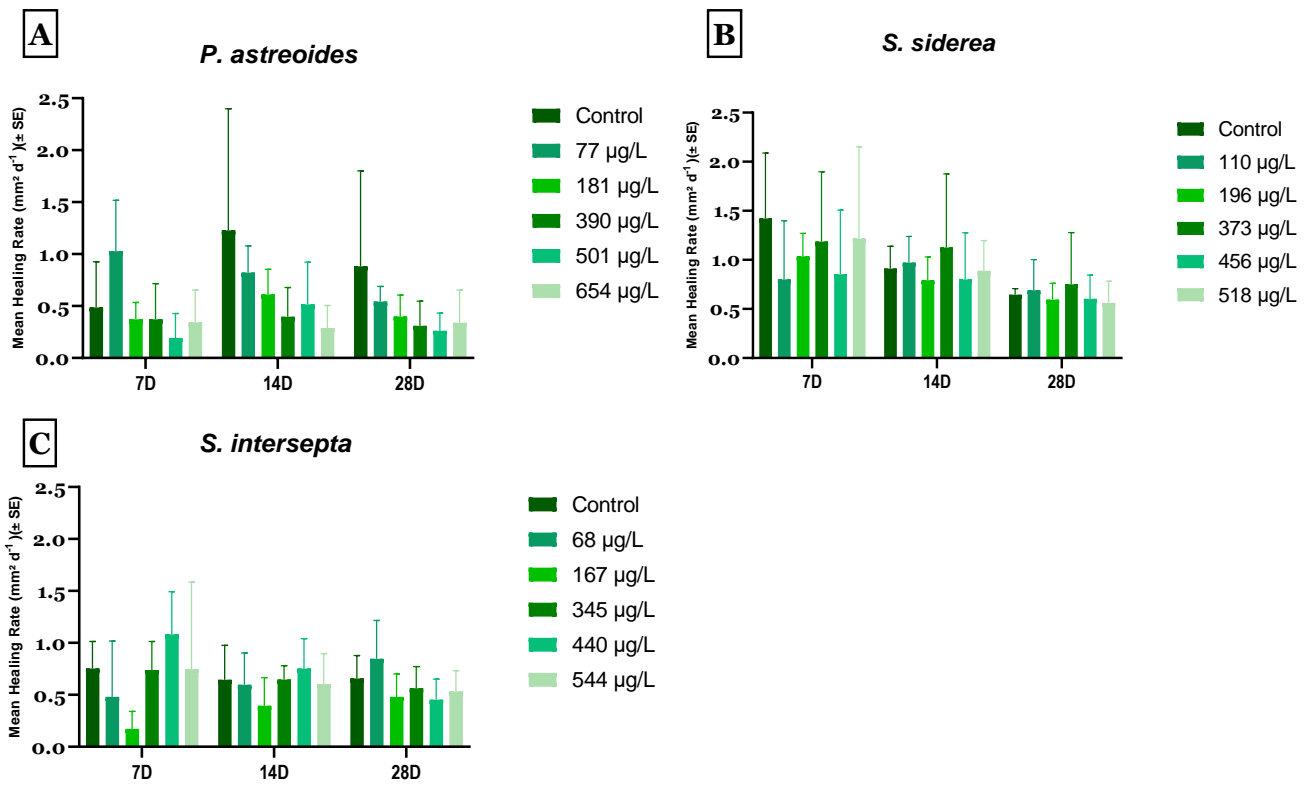 A
P. astreoides
Mean Healing Rate (mm² d⁻¹ )(± SE)
2.5
2.0
1.5
1.0
0.5
0.0
7D
14D
28D
Control
77 µg/L
181 µg/L
390 µg/L
501 µg/L
654 µg/L
B
S. siderea
Mean Healing Rate (mm² d⁻¹ )(± SE)
2.5
2.0
1.5
1.0
0.5
0.0
7D
14D
28D
Control
110 µg/L
196 µg/L
373 µg/L
456 µg/L
518 µg/L
C
S. intersepta
Mean Healing Rate (mm² d⁻¹ )(± SE)
2.5
2.0
1.5
1.0
0.5
0.0
7D
14D
28D
Control
68 µg/L
167 µg/L
345 µg/L
440 µg/L
544 µg/L